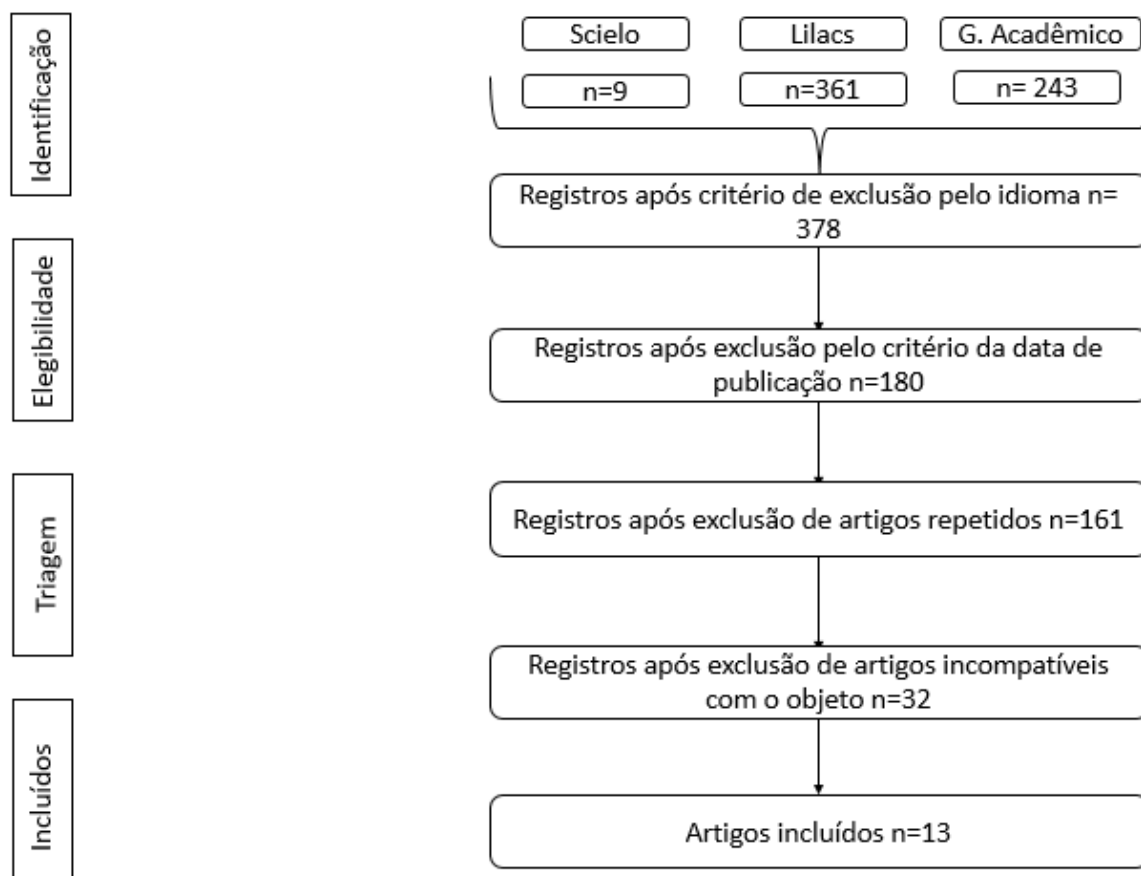 Identificação
Scielo
Lilacs
G. Acadêmico
n=9
n=361
n= 243
Registros após critério de exclusão pelo idioma n=
378
Elegibilidade
Registros após exclusão pelo critério da data de
publicação n=180
Triagem
Registros após exclusão de artigos repetidos n=161
Registros após exclusão de artigos incompatíveis
com o objeto n=32
Incluídos
Artigos incluídos n=13